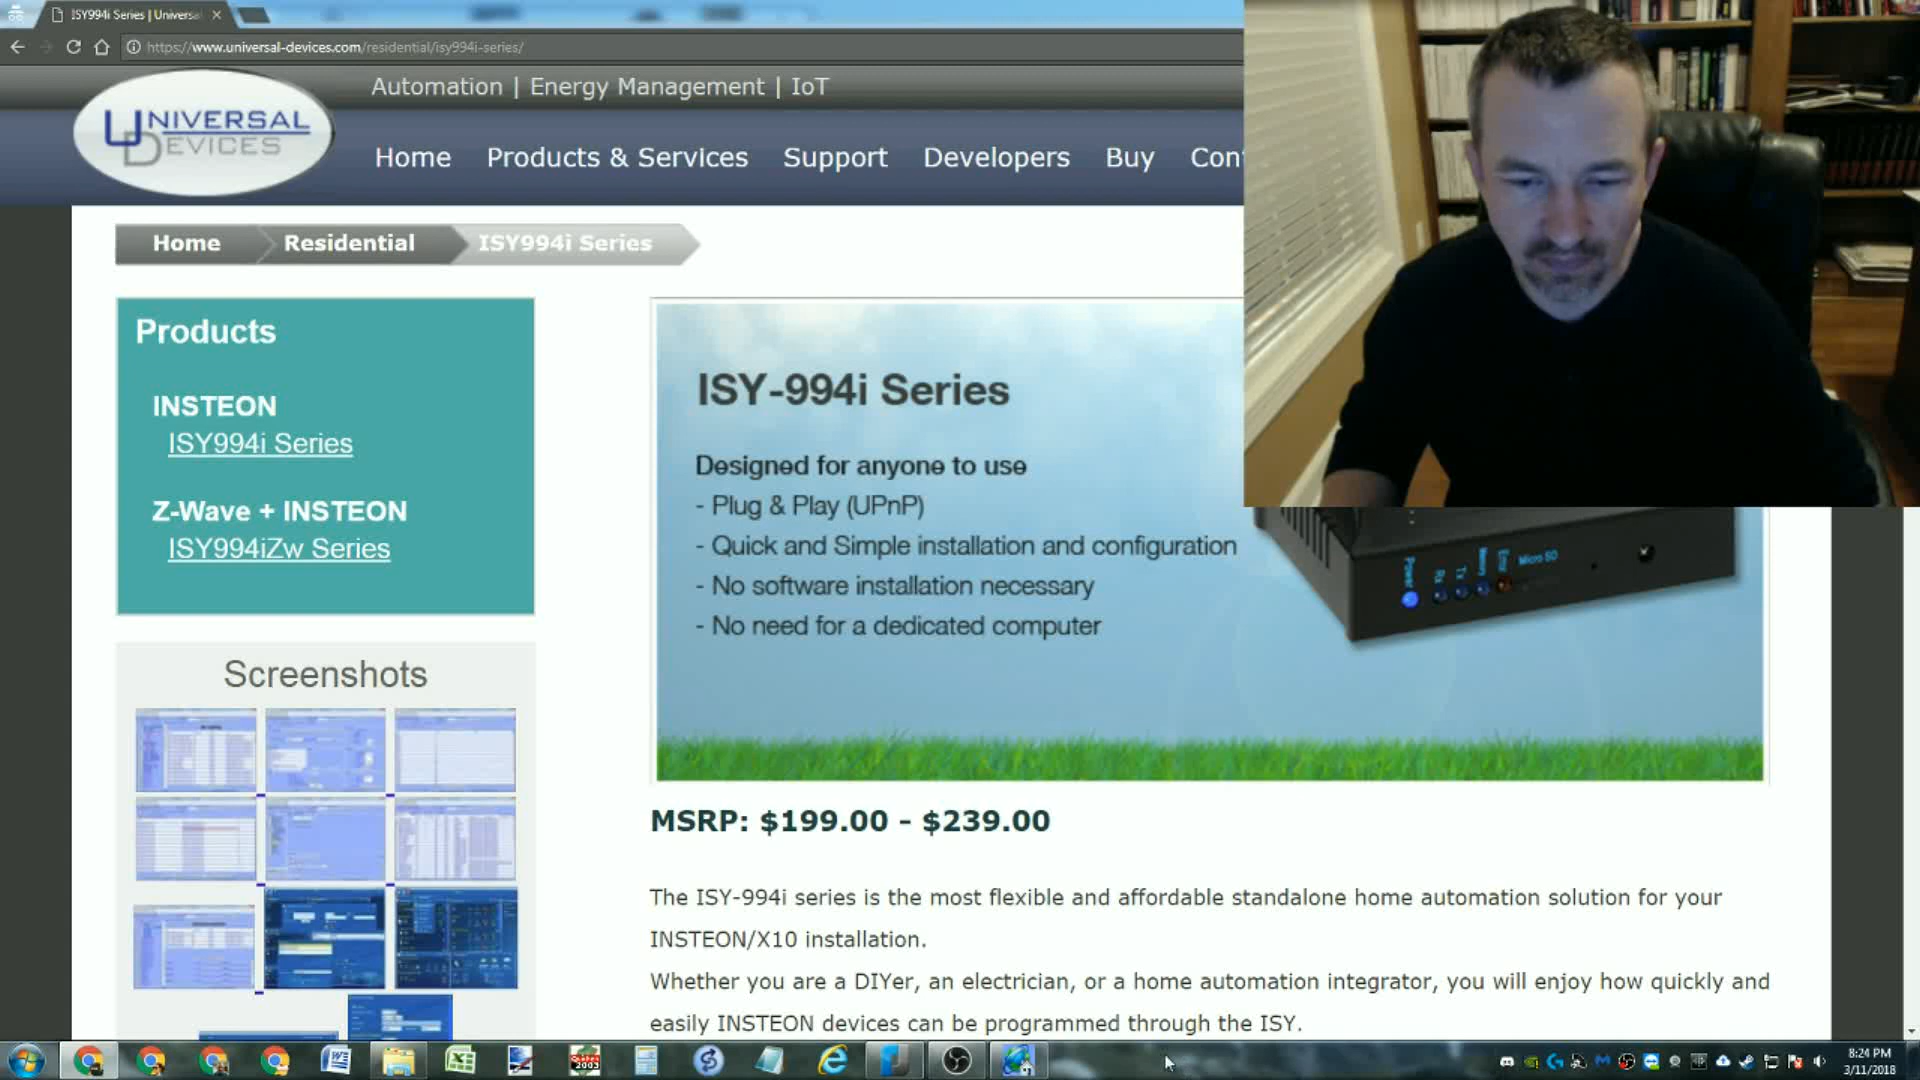 ISY994i Series | Universal
https://www.universal-devices.com/residential/isy994i-series/
UNIVERSAL
DEVICES
Automation | Energy Management | IoT
Home Products & Services Support Developers Buy Con
Home Residential ISY994i Series
Products
INSTEON
ISY994i Series
Z-Wave + INSTEON
ISY994iZw Series
Screenshots
ISY-994i Series
Designed for anyone to use
- Plug & Play (UPnP)
- Quick and Simple installation and configuration
- No software installation necessary
- No need for a dedicated computer
Power Rx Tx Memory Error Micro SD
MSRP: $199.00 - $239.00
The ISY-994i series is the most flexible and affordable standalone home automation solution for your
INSTEON/X10 installation.
Whether you are a DIYer, an electrician, or a home automation integrator, you will enjoy how quickly and
easily INSTEON devices can be programmed through the ISY.
8:24 PM
3/11/2018